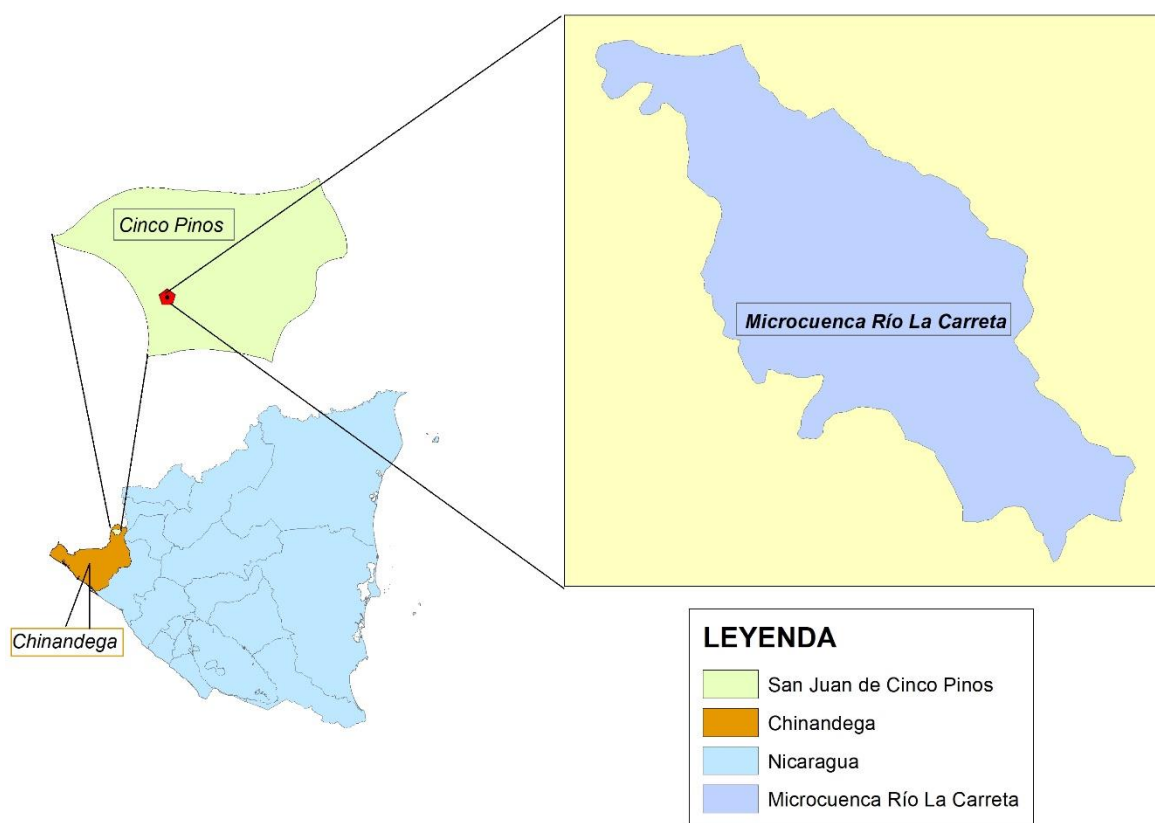 Cinco Pinos
Microcuenca Río La Carreta
Chinandega
LEYENDA
San Juan de Cinco Pinos
Chinandega
Nicaragua
Microcuenca Río La Carreta